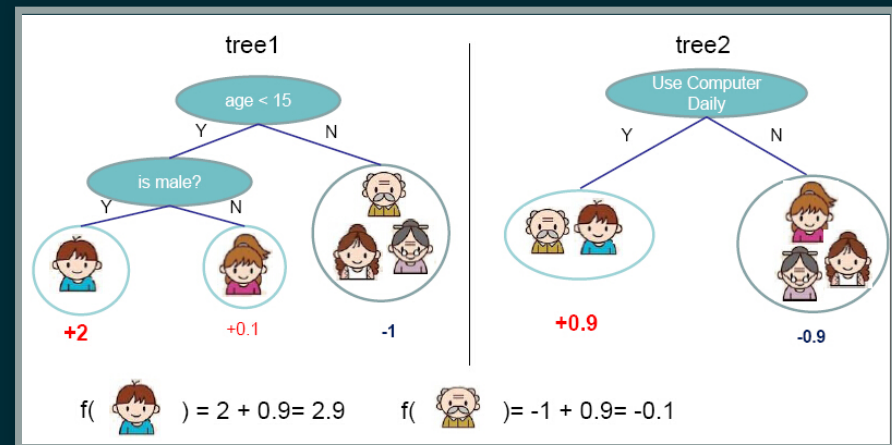 tree1
age < 15
Y
N
is male?
Y
N
+2
+0.1
-1
tree2
Use Computer
Daily
Y
N
+0.9
-0.9
f( ) = 2 + 0.9= 2.9
f( )= -1 + 0.9= -0.1